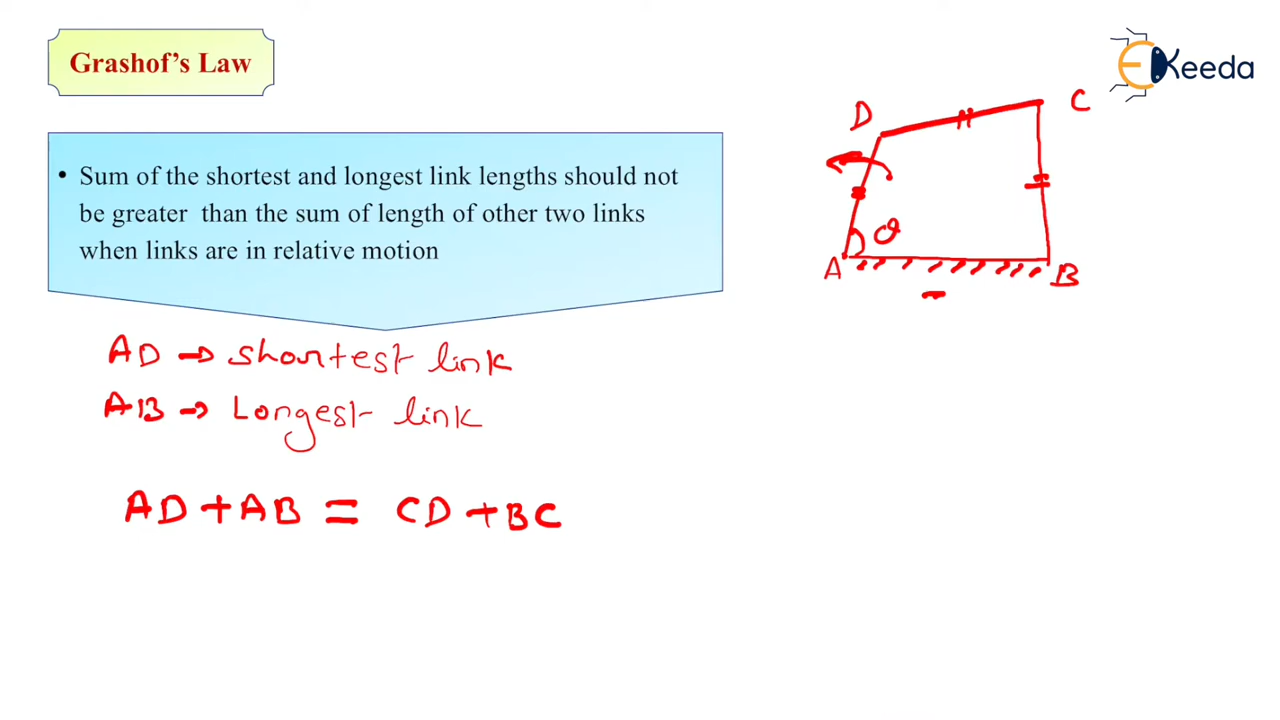 Grashof's Law
EKeeda
• Sum of the shortest and longest link lengths should not
be greater than the sum of length of other two links
when links are in relative motion
D
C
θ
A
B
AD → shortest link
AB → Longest link
AD + AB = CD + BC